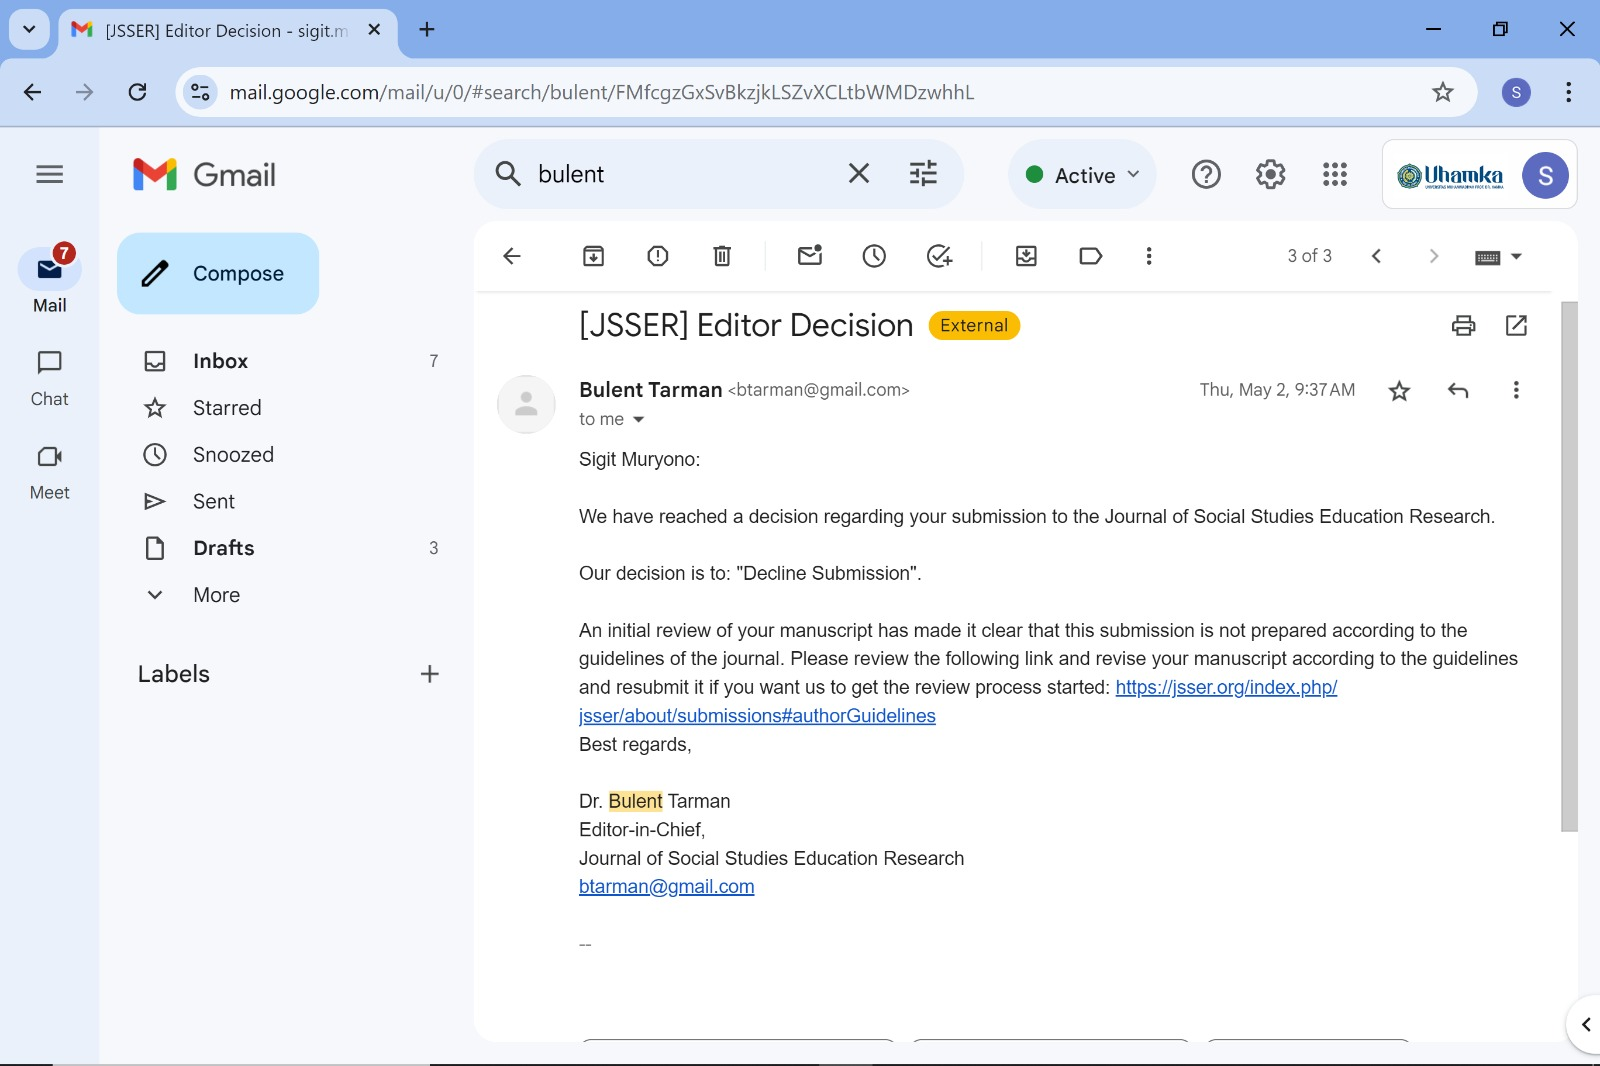 [JSSER] Editor Decision - sigit.m
mail.google.com/mail/u/0/#search/bulent/FMfcgzGxSvBkzjkLSZvXCLtbWMDzwhhL
S
Gmail
bulent
Active
Uhamka
S
7
Mail
Chat
Meet
Compose
Inbox 7
Starred
Snoozed
Sent
Drafts 3
More
Labels
3 of 3
[JSSER] Editor Decision External
Bulent Tarman <btarman@gmail.com> Thu, May 2, 9:37 AM
to me
Sigit Muryono:
We have reached a decision regarding your submission to the Journal of Social Studies Education Research.
Our decision is to: "Decline Submission".
An initial review of your manuscript has made it clear that this submission is not prepared according to the
guidelines of the journal. Please review the following link and revise your manuscript according to the guidelines
and resubmit it if you want us to get the review process started: https://jsser.org/index.php/
jsser/about/submissions#authorGuidelines
Best regards,
Dr. Bulent Tarman
Editor-in-Chief,
Journal of Social Studies Education Research
btarman@gmail.com
--